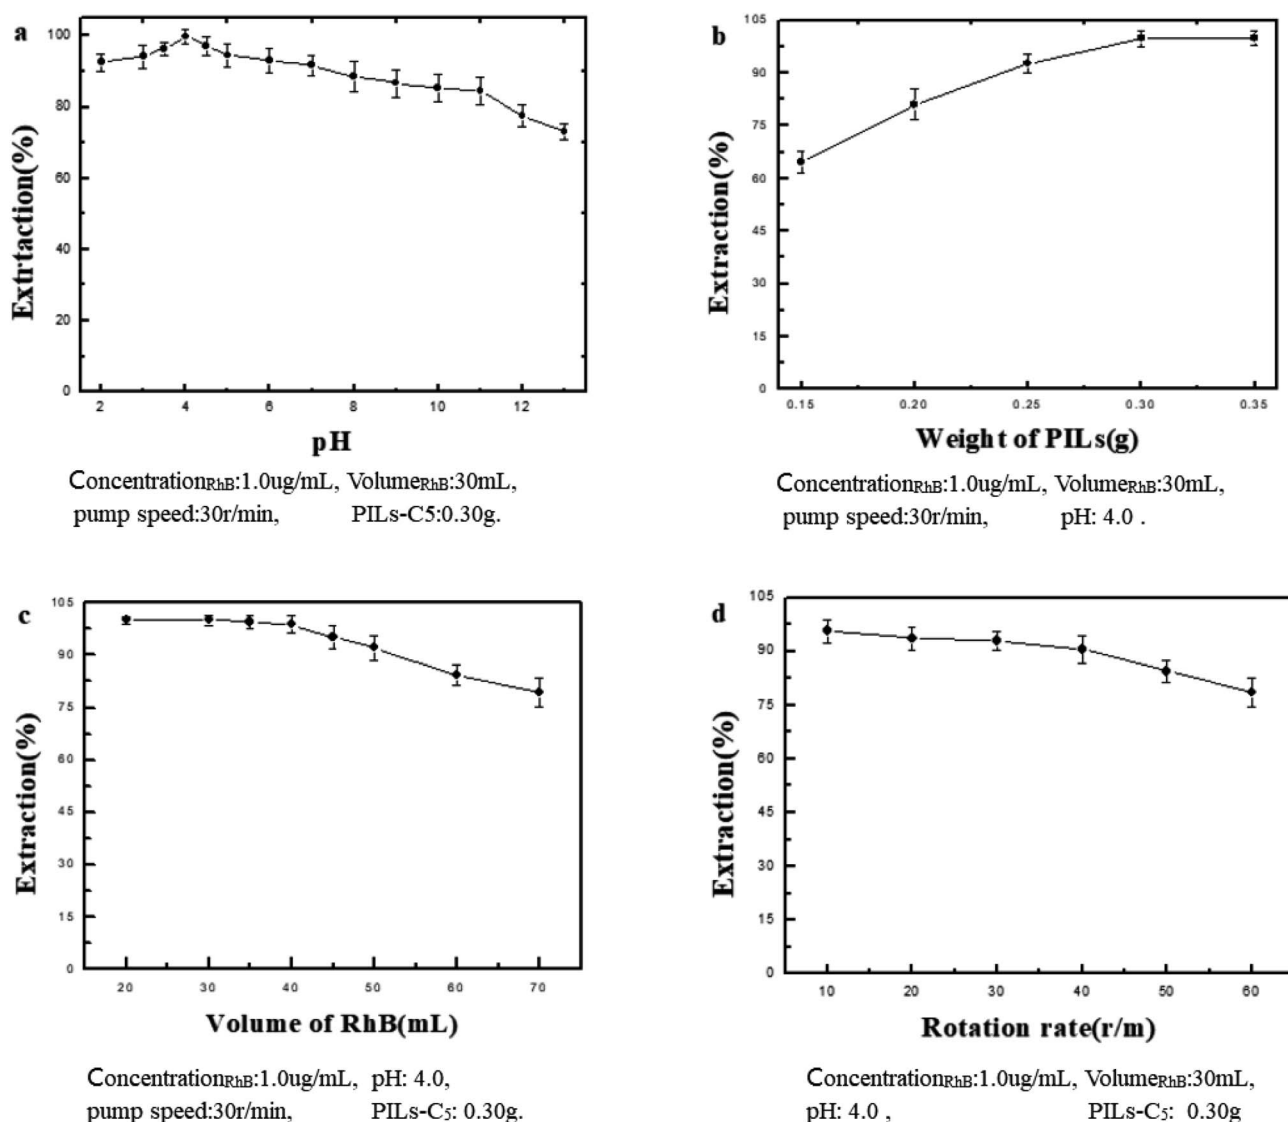 a
100
80
60
40
20
0
2 4 6 8 10 12
Extrtaction(%)
pH
ConcentrationRhB:1.0ug/mL, VolumeRhB:30mL,
pump speed:30r/min, PILs-C5:0.30g.
b
105
90
75
60
45
30
15
0
0.15 0.20 0.25 0.30 0.35
Extraction(%)
Weight of PILs(g)
ConcentrationRhB:1.0ug/mL, VolumeRhB:30mL,
pump speed:30r/min, pH: 4.0 .
c
105
90
75
60
45
30
15
0
20 30 40 50 60 70
Extraction(%)
Volume of RhB(mL)
ConcentrationRhB:1.0ug/mL, pH: 4.0,
pump speed:30r/min, PILs-C5: 0.30g.
d
105
90
75
60
45
30
15
0
10 20 30 40 50 60
Extraction(%)
Rotation rate(r/m)
ConcentrationRhB:1.0ug/mL, VolumeRhB:30mL,
pH: 4.0 , PILs-C5: 0.30g